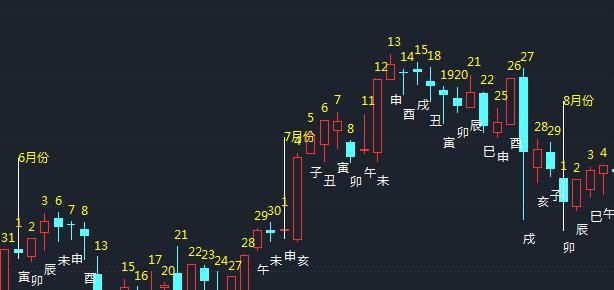 13
14 15
18
12
19 20
21
22
26
27
25
11
申
酉
戌
丑
寅
卯
辰
巳
申
酉
8月份
5
6
7
7月份
4
8
28
29
6月份
子
丑
寅
卯
午
未
1
2
3
4
亥
子
戌
卯
辰
巳
午
31
1
2
3
6
7
8
13
寅
卯
辰
未
申
酉
29
30
1
28
午
未
申
亥
21
22
23
24
27
15
16
17
20